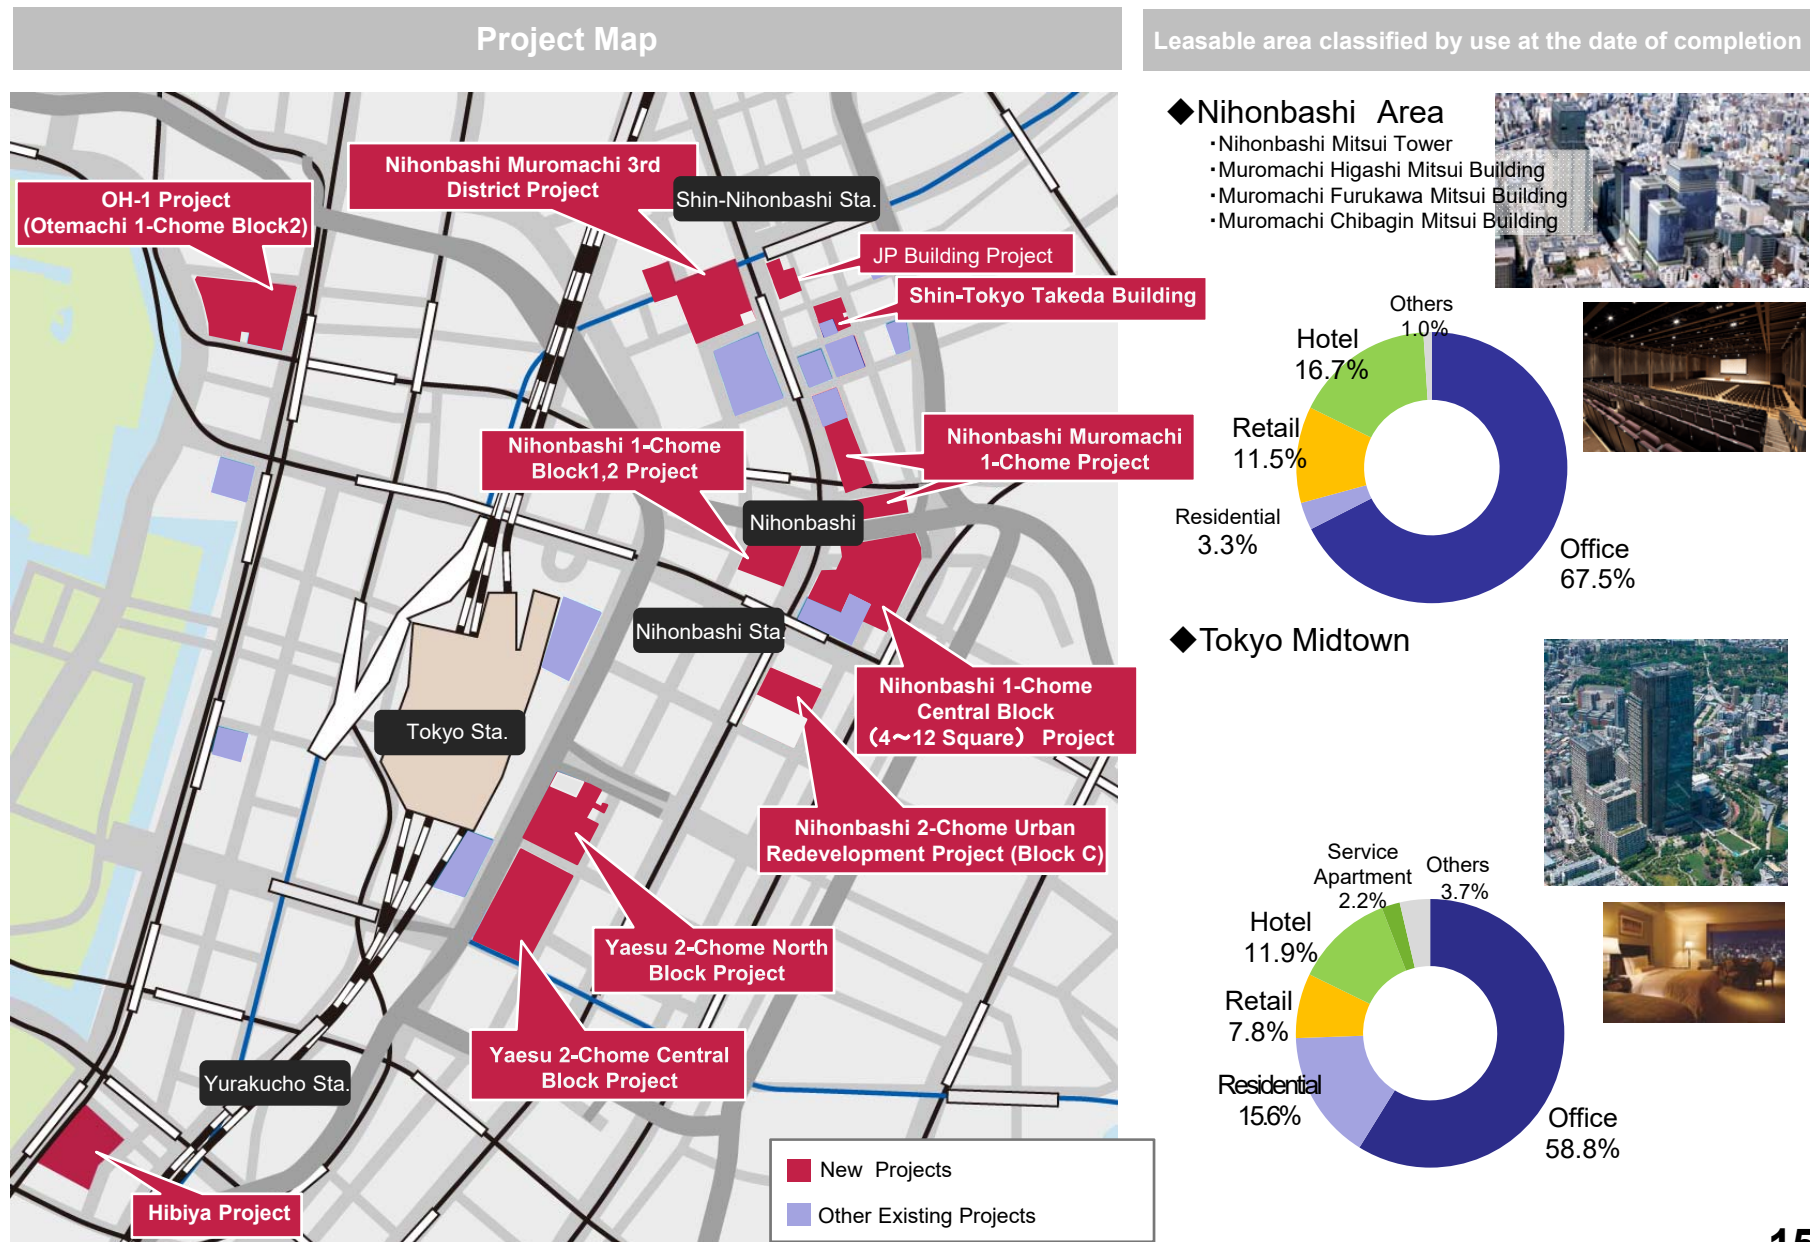 Project Map
Leasable area classified by use at the date of completion
OH-1 Project
(Otemachi 1-Chome Block2)
Nihonbashi Muromachi 3rd
District Project
Shin-Nihonbashi Sta.
JP Building Project
Shin-Tokyo Takeda Building
Nihonbashi 1-Chome
Block1,2 Project
Nihonbashi Muromachi
1-Chome Project
Nihonbashi
Nihonbashi Sta.
Tokyo Sta.
Nihonbashi 1-Chome
Central Block
（4～12 Square） Project
Nihonbashi 2-Chome Urban
Redevelopment Project (Block C)
Yaesu 2-Chome North
Block Project
Yaesu 2-Chome Central
Block Project
Yurakucho Sta.
Hibiya Project
New Projects
Other Existing Projects
◆Nihonbashi Area
・Nihonbashi Mitsui Tower
・Muromachi Higashi Mitsui Building
・Muromachi Furukawa Mitsui Building
・Muromachi Chibagin Mitsui Building
Others
1.0%
Hotel
16.7%
Retail
11.5%
Residential
3.3%
Office
67.5%
◆Tokyo Midtown
Service
Apartment
2.2%
Others
3.7%
Hotel
11.9%
Retail
7.8%
Residential
15.6%
Office
58.8%
15